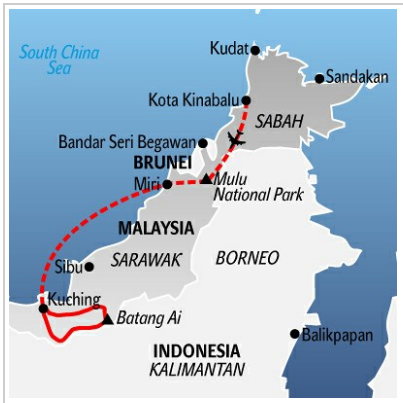 South China
Sea
Kudat
Sandakan
Kota Kinabalu
SABAH
Bandar Seri Begawan
BRUNEI
Miri
Mulu
National Park
MALAYSIA
SARAWAK
BORNEO
Sibu
Kuching
Batang Ai
Balikpapan
INDONESIA
KALIMANTAN